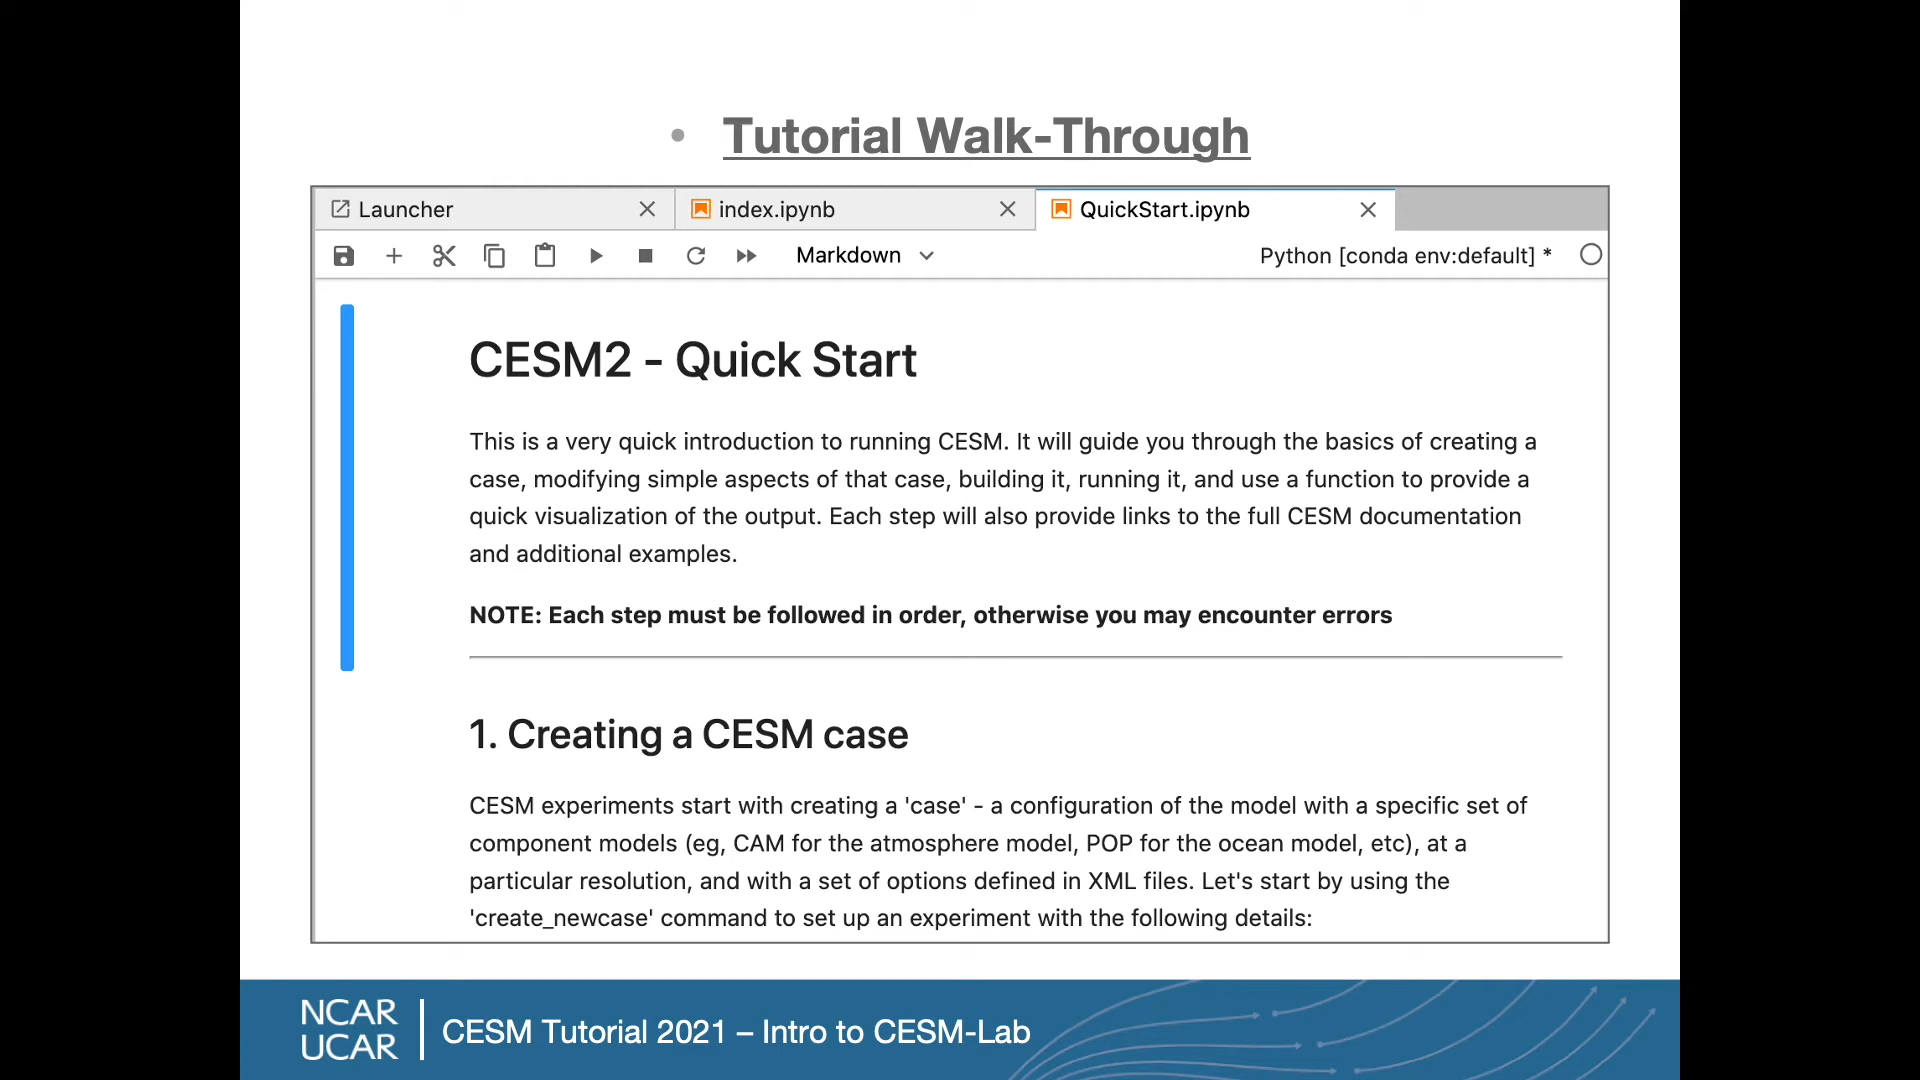 • Tutorial Walk-Through
Launcher
index.ipynb
QuickStart.ipynb
Markdown
Python [conda env:default] *
CESM2 - Quick Start
This is a very quick introduction to running CESM. It will guide you through the basics of creating a
case, modifying simple aspects of that case, building it, running it, and use a function to provide a
quick visualization of the output. Each step will also provide links to the full CESM documentation
and additional examples.
NOTE: Each step must be followed in order, otherwise you may encounter errors
1. Creating a CESM case
CESM experiments start with creating a 'case' - a configuration of the model with a specific set of
component models (eg, CAM for the atmosphere model, POP for the ocean model, etc), at a
particular resolution, and with a set of options defined in XML files. Let's start by using the
'create_newcase' command to set up an experiment with the following details:
NCAR
UCAR
CESM Tutorial 2021 – Intro to CESM-Lab